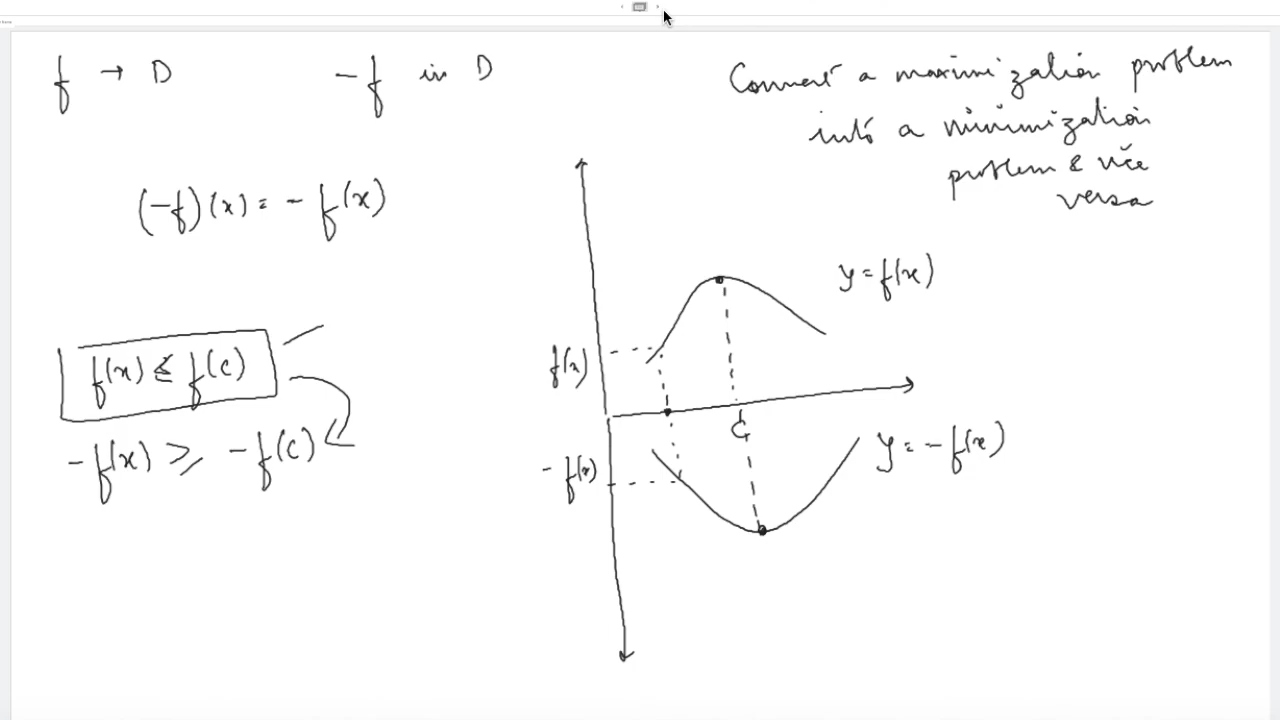 f → D
-f in D
Convert a maximization problem
into a minimization
problem & vice
versa
(-f)(x) = - f(x)
y = f(x)
f(x) ≤ f(c)
f(x)
-f(x) ≥ -f(c)
C
- f(x)
y = - f(x)